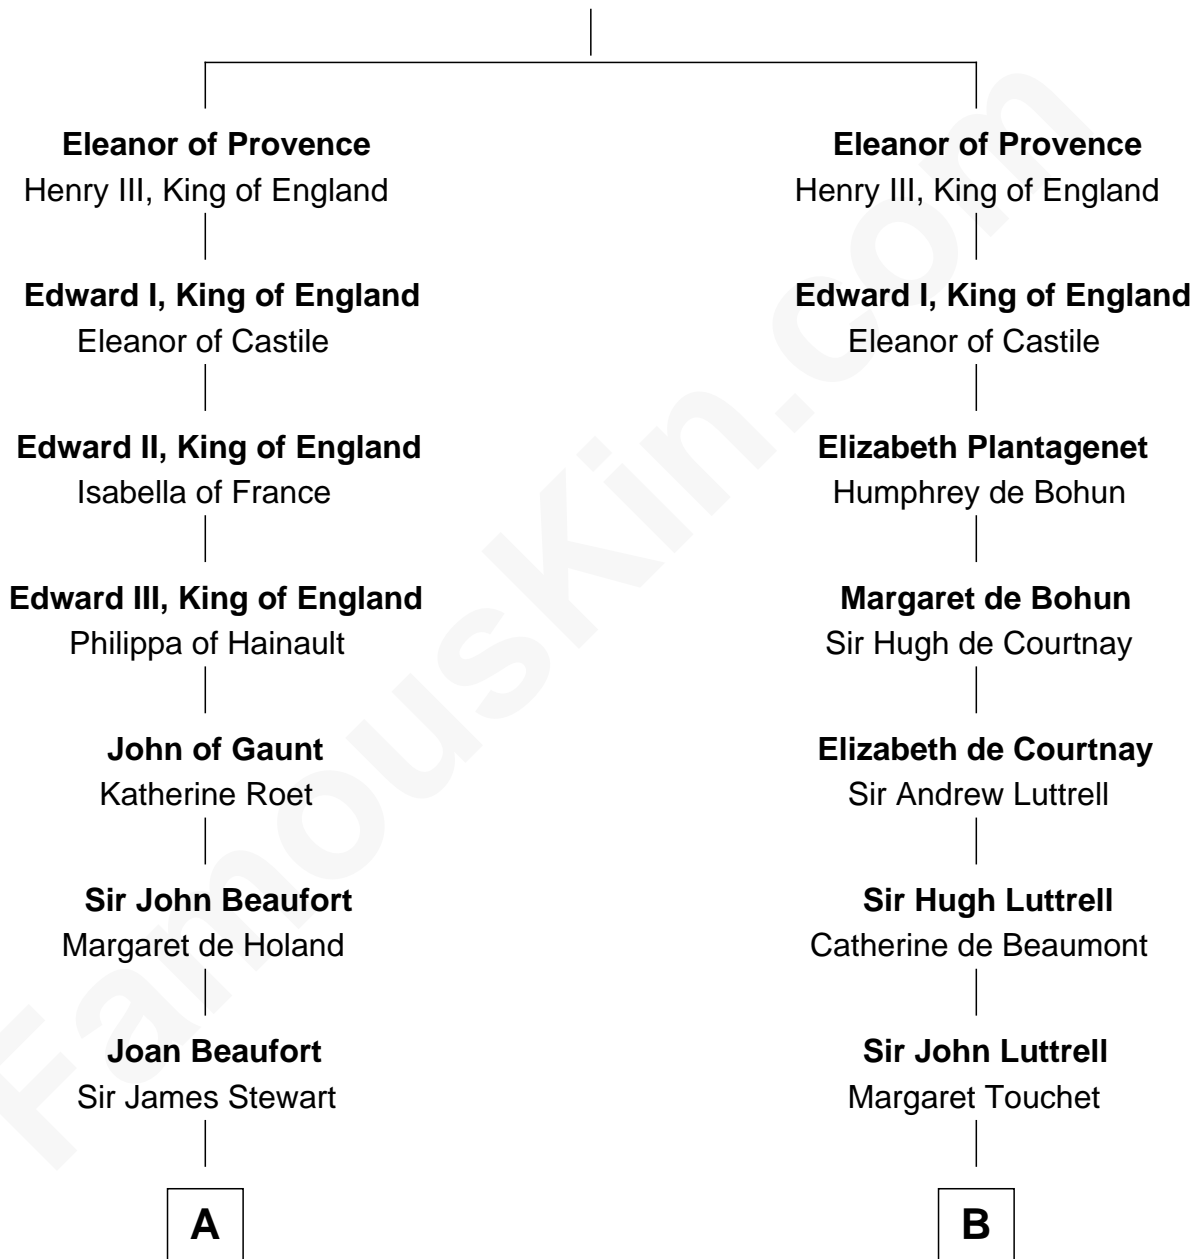 Eleanor of Provence
Henry III, King of England
Edward I, King of England
Eleanor of Castile
Edward II, King of England
Isabella of France
Edward III, King of England
Philippa of Hainault
John of Gaunt
Katherine Roet
Sir John Beaufort
Margaret de Holand
Joan Beaufort
Sir James Stewart
A
Eleanor of Provence
Henry III, King of England
Edward I, King of England
Eleanor of Castile
Elizabeth Plantagenet
Humphrey de Bohun
Margaret de Bohun
Sir Hugh de Courtnay
Elizabeth de Courtnay
Sir Andrew Luttrell
Sir Hugh Luttrell
Catherine de Beaumont
Sir John Luttrell
Margaret Touchet
B
FamousKin.com